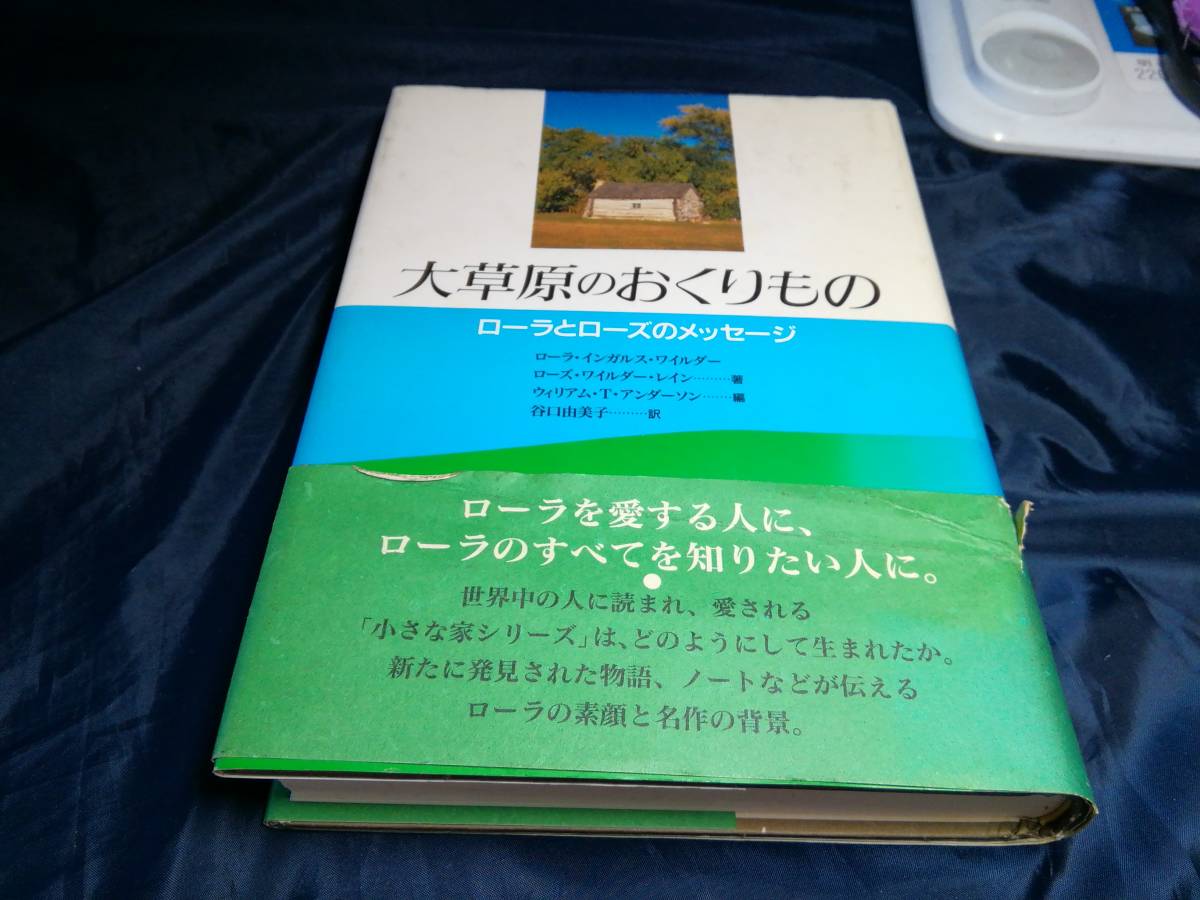 大草原のおくりもの
ローラとローズのメッセージ
ローラ・インガルス・ワイルダー
ローズ・ワイルダー・レイン………著
ウィリアム・T・アンダーソン……編
谷口由美子………訳
ローラを愛する人に、
ローラのすべてを知りたい人に。
●
世界中の人に読まれ、愛される
「小さな家シリーズ」は、どのようにして生まれたか。
新たに発見された物語、ノートなどが伝える
ローラの素顔と名作の背景。